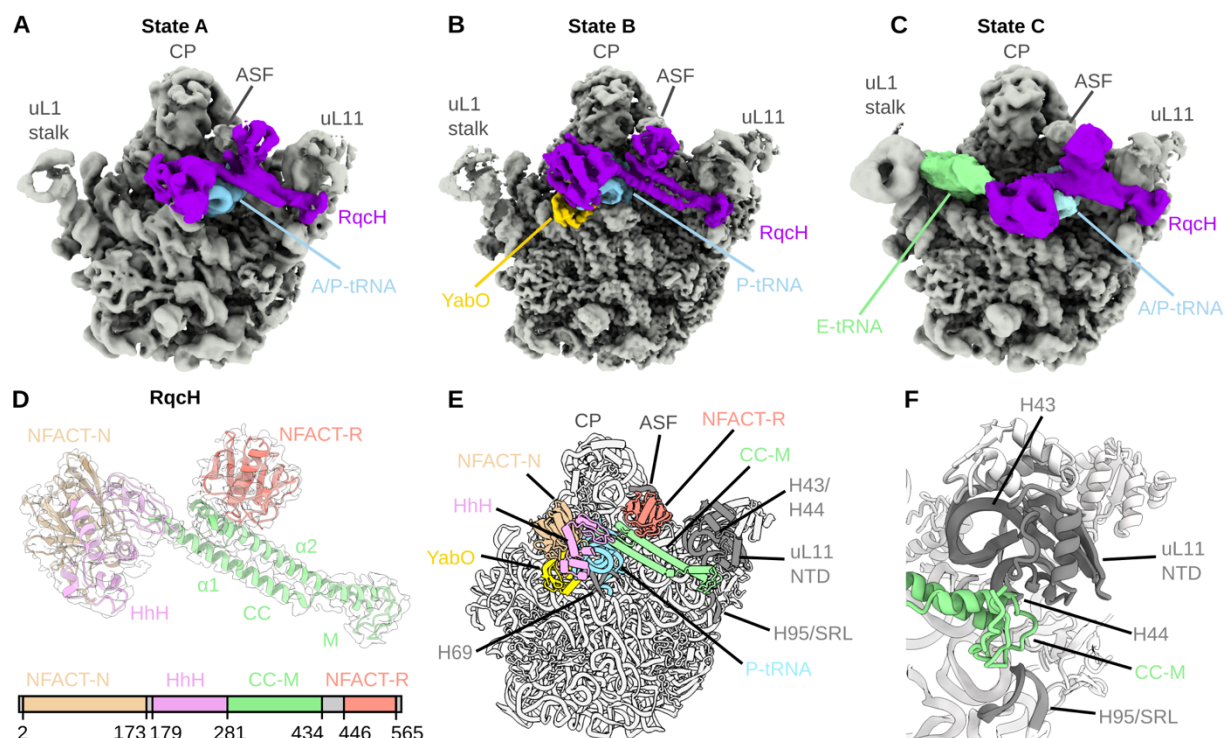 A
State A
CP
ASF
uL1
stalk
uL11
RqcH
A/P-tRNA
B
State B
CP
ASF
uL1
stalk
uL11
RqcH
YabO
P-tRNA
C
State C
CP
ASF
uL1
stalk
uL11
RqcH
E-tRNA
A/P-tRNA
D
RqcH
NFACT-N
NFACT-R
α2
α1
HhH
CC
M
NFACT-N HhH CC-M NFACT-R
2 173 179 281 434 446 565
E
CP
ASF
NFACT-R
NFACT-N
CC-M
HhH
H43/
H44
YabO
uL11
NTD
H69
H95/SRL
P-tRNA
F
H43
uL11
NTD
H44
CC-M
H95/SRL